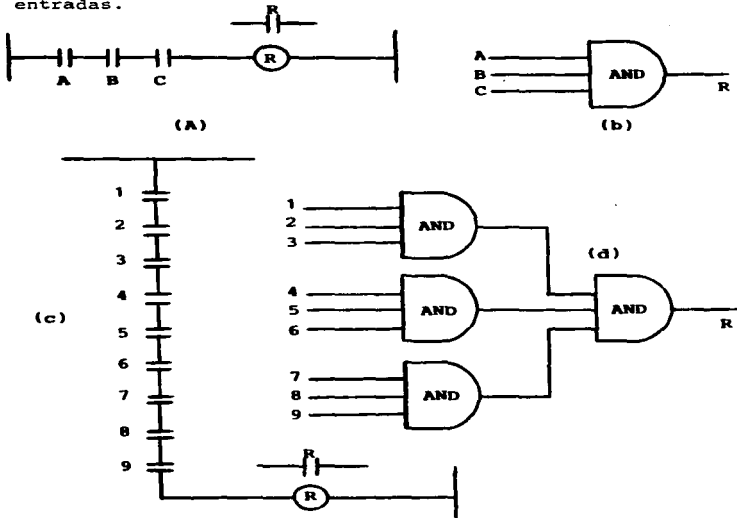 entradas.
R
R
A B C
(A)
A
B
C
AND
R
(b)
(c)
1
2
3
4
5
6
7
8
9
R
R
1
2
3
AND
4
5
6
AND
7
8
9
AND
(d)
AND
R